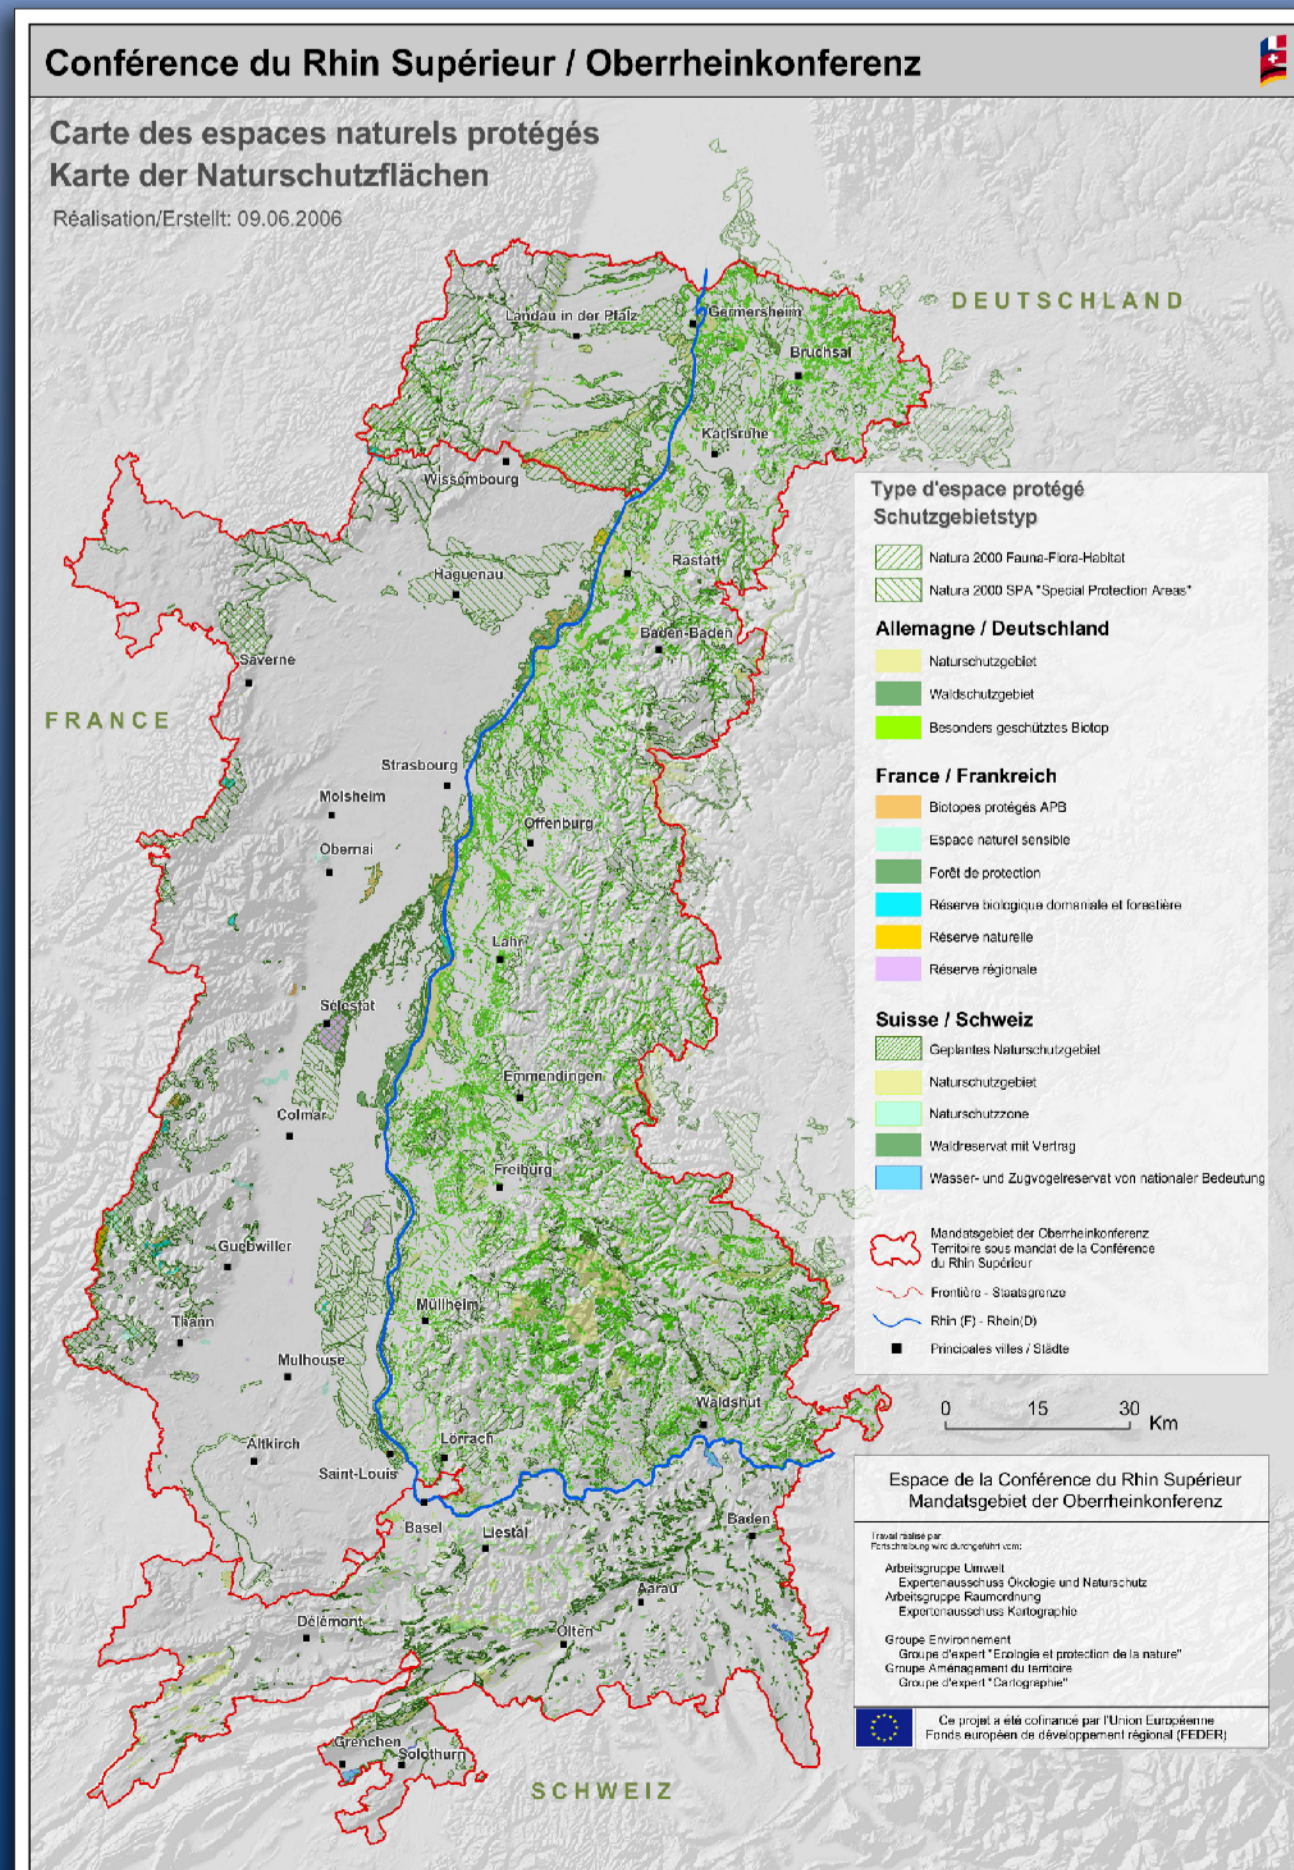 Conférence du Rhin Supérieur / Oberrheinkonferenz
Carte des espaces naturels protégés
Karte der Naturschutzflächen
Réalisation/Erstellt: 09.06.2006
DEUTSCHLAND
Landau in der Pfalz
Germersheim
Bruchsal
Karlsruhe
Wissembourg
Rastatt
Haguenau
Baden-Baden
Saverne
FRANCE
Strasbourg
Molsheim
Offenburg
Obernai
Lahr
Sélestat
Emmendingen
Colmar
Freiburg
Guebwiller
Müllheim
Thann
Mulhouse
Waldshut
Altkirch
Lörrach
Saint-Louis
Basel
Liestal
Baden
Aarau
Délémont
Olten
Grenchen
Solothurn
SCHWEIZ
Type d'espace protégé
Schutzgebietstyp
Natura 2000 Fauna-Flora-Habitat
Natura 2000 SPA "Special Protection Areas"
Allemagne / Deutschland
Naturschutzgebiet
Waldschutzgebiet
Besonders geschütztes Biotop
France / Frankreich
Biotopes protégés APB
Espace naturel sensible
Forêt de protection
Réserve biologique domaniale et forestière
Réserve naturelle
Réserve régionale
Suisse / Schweiz
Geplantes Naturschutzgebiet
Naturschutzgebiet
Naturschutzzone
Waldreservat mit Vertrag
Wasser- und Zugvogelreservat von nationaler Bedeutung
Mandatsgebiet der Oberrheinkonferenz
Territoire sous mandat de la Conférence
du Rhin Supérieur
Frontière - Staatsgrenze
Rhin (F) - Rhein(D)
Principales villes / Städte
0 15 30
Km
Espace de la Conférence du Rhin Supérieur
Mandatsgebiet der Oberrheinkonferenz
Travail réalisé par:
Fortschreibung wird durchgeführt vom:
Arbeitsgruppe Umwelt
Expertenausschuss Ökologie und Naturschutz
Arbeitsgruppe Raumordnung
Expertenausschuss Kartographie
Groupe Environnement
Groupe d'expert "Ecologie et protection de la nature"
Groupe Aménagement du territoire
Groupe d'expert "Cartographie"
Ce projet a été cofinancé par l'Union Européenne
Fonds européen de développement régional (FEDER)